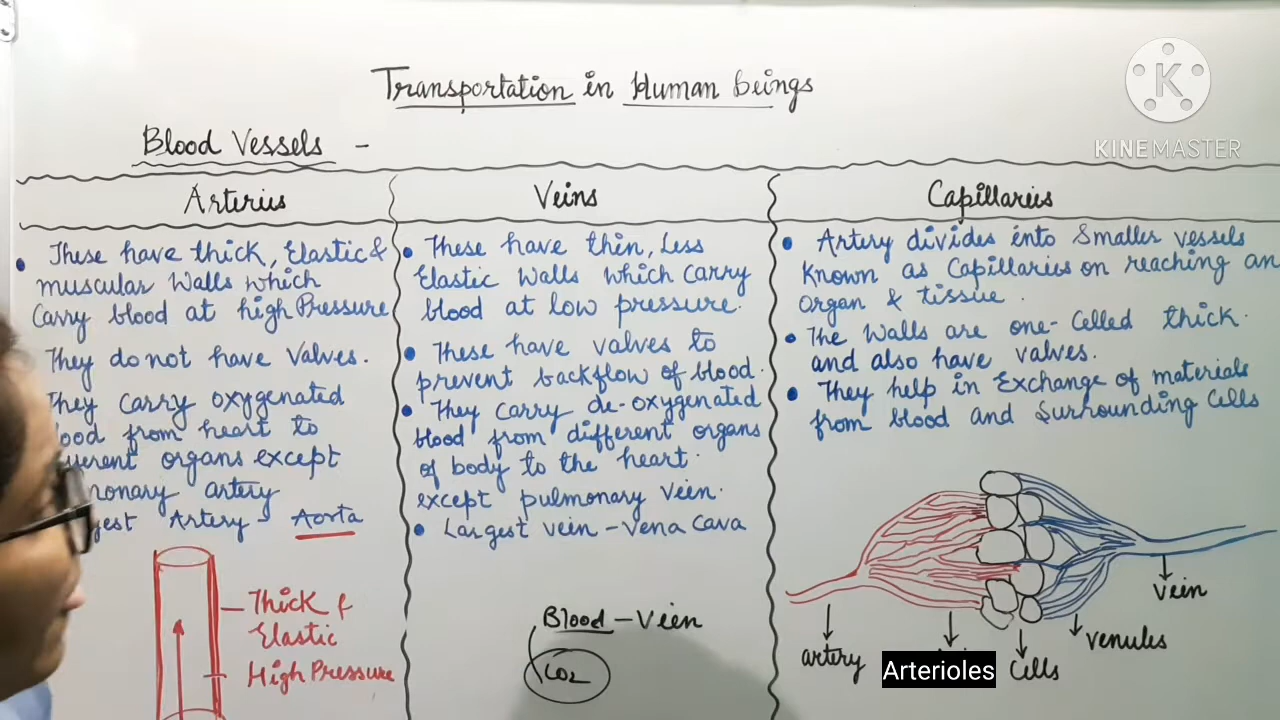 Transportation in Human Beings
K
KINEMASTER
Blood Vessels -
Arteries
These have thick, Elastic &
muscular Walls which
Carry blood at high Pressure
They do not have Valves.
They carry oxygenated
from heart to
organs except
artery
Artery - Aorta
Thick &
Elastic
High Pressure
Veins
These have thin, Less
Elastic Walls which Carry
blood at low pressure.
These have valves to
prevent backflow of blood.
They carry de-oxygenated
blood from different organs
of body to the heart.
except pulmonary vein.
Largest vein - Vena Cava
Blood - Vein
CO2
Capillaries
Artery divides into Smaller vessels
Known as Capillaries on reaching an
Organ & tissue.
The Walls are one-Celled thick.
and also have valves.
They help in Exchange of materials
from blood and Surrounding Cells
artery
Arterioles
Cells
Venules
Vein